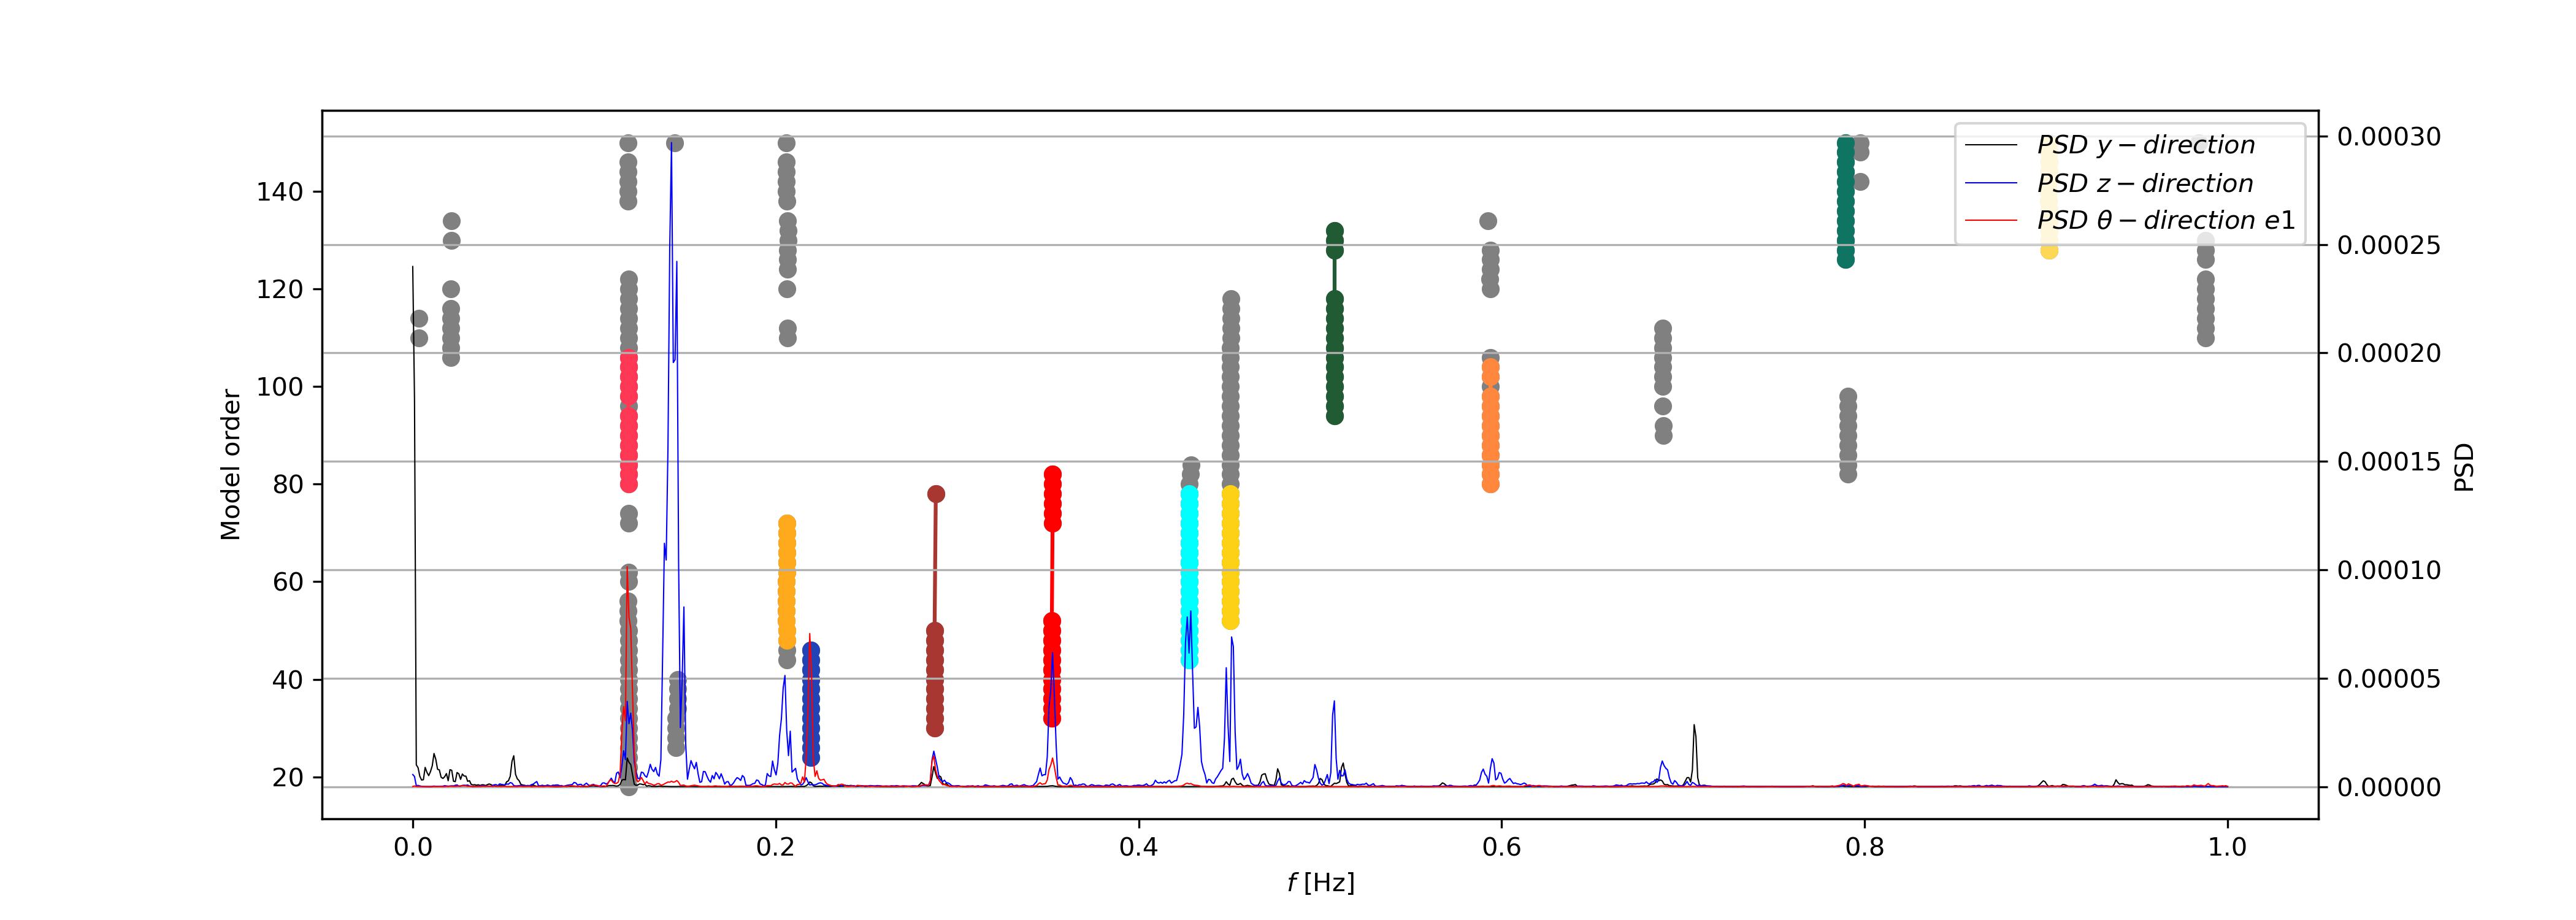 PSD y − direction
PSD z − direction
PSD θ − direction e1
140
120
100
80
60
40
20
Model order
0.00030
0.00025
0.00020
0.00015
0.00010
0.00005
0.00000
PSD
0.0 0.2 0.4 0.6 0.8 1.0
f [Hz]